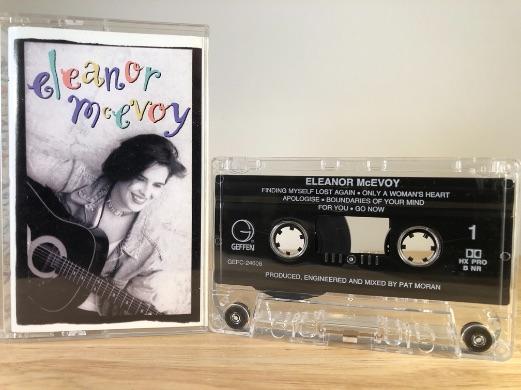 eleanor
mcevoy
ELEANOR McEVOY
FINDING MYSELF LOST AGAIN • ONLY A WOMAN'S HEART
APOLOGISE • BOUNDARIES OF YOUR MIND
FOR YOU • GO NOW
G
GEFFEN
1
GEFC-24606
HX PRO
B NR
PRODUCED, ENGINEERED AND MIXED BY PAT MORAN